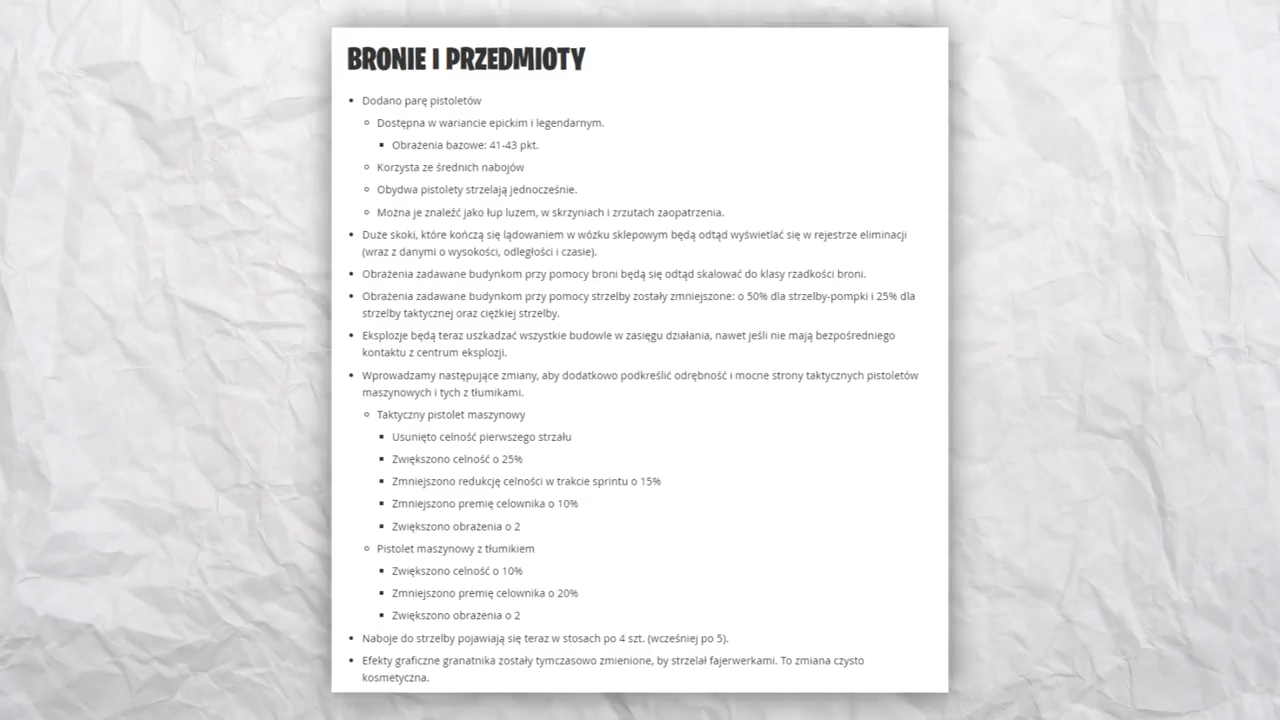 BRONIE I PRZEDMIOTY
• Dodano parę pistoletów
◦ Dostępna w wariancie epickim i legendarnym.
▪ Obrażenia bazowe: 41-43 pkt.
◦ Korzysta ze średnich nabojów
◦ Obydwa pistolety strzelają jednocześnie.
◦ Można je znaleźć jako łup luzem, w skrzyniach i zrzutach zaopatrzenia.
• Duże skoki, które kończą się lądowaniem w wózku sklepowym będą odtąd wyświetlać się w rejestrze eliminacji
(wraz z danymi o wysokości, odległości i czasie).
• Obrażenia zadawane budynkom przy pomocy broni będą się odtąd skalować do klasy rzadkości broni.
• Obrażenia zadawane budynkom przy pomocy strzelby zostały zmniejszone: o 50% dla strzelby-pompki i 25% dla
strzelby taktycznej oraz ciężkiej strzelby.
• Eksplozje będą teraz uszkadzać wszystkie budowle w zasięgu działania, nawet jeśli nie mają bezpośredniego
kontaktu z centrum eksplozji.
• Wprowadzamy następujące zmiany, aby dodatkowo podkreślić odrębność i mocne strony taktycznych pistoletów
maszynowych i tych z tłumikami.
◦ Taktyczny pistolet maszynowy
▪ Usunięto celność pierwszego strzału
▪ Zwiększono celność o 25%
▪ Zmniejszono redukcję celności w trakcie sprintu o 15%
▪ Zmniejszono premię celownika o 10%
▪ Zwiększono obrażenia o 2
◦ Pistolet maszynowy z tłumikiem
▪ Zwiększono celność o 10%
▪ Zmniejszono premię celownika o 20%
▪ Zwiększono obrażenia o 2
• Naboje do strzelby pojawiają się teraz w stosach po 4 szt. (wcześniej po 5).
• Efekty graficzne granatnika zostały tymczasowo zmienione, by strzelał fajerwerkami. To zmiana czysto
kosmetyczna.